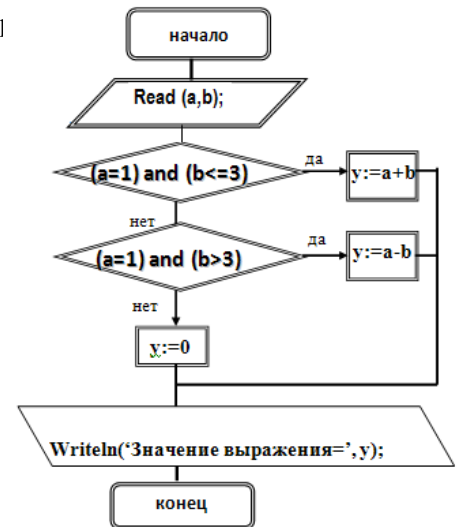 ]
начало
Read (a,b);
(a=1) and (b<=3)
да
y:=a+b
нет
(a=1) and (b>3)
да
y:=a-b
нет
y:=0
Writeln(‘Значение выражения=’, y);
конец